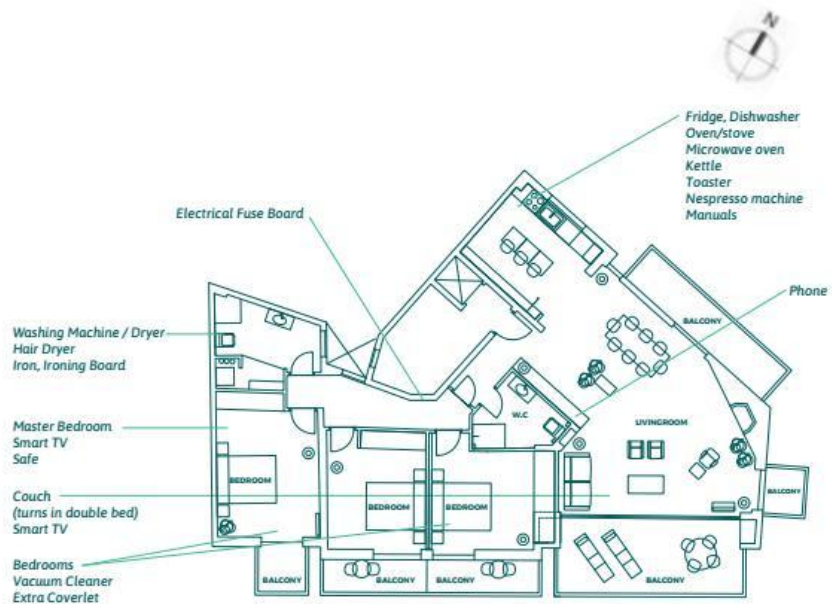 N
Fridge, Dishwasher
Oven/stove
Microwave oven
Kettle
Toaster
Nespresso machine
Manuals
Electrical Fuse Board
Phone
BALCONY
Washing Machine / Dryer
Hair Dryer
Iron, Ironing Board
W.C
LIVINGROOM
Master Bedroom
Smart TV
Safe
BEDROOM
BEDROOM
BEDROOM
BALCONY
Couch
(turns in double bed)
Smart TV
Bedrooms
Vacuum Cleaner
Extra Coverlet
BALCONY
BALCONY
BALCONY
BALCONY